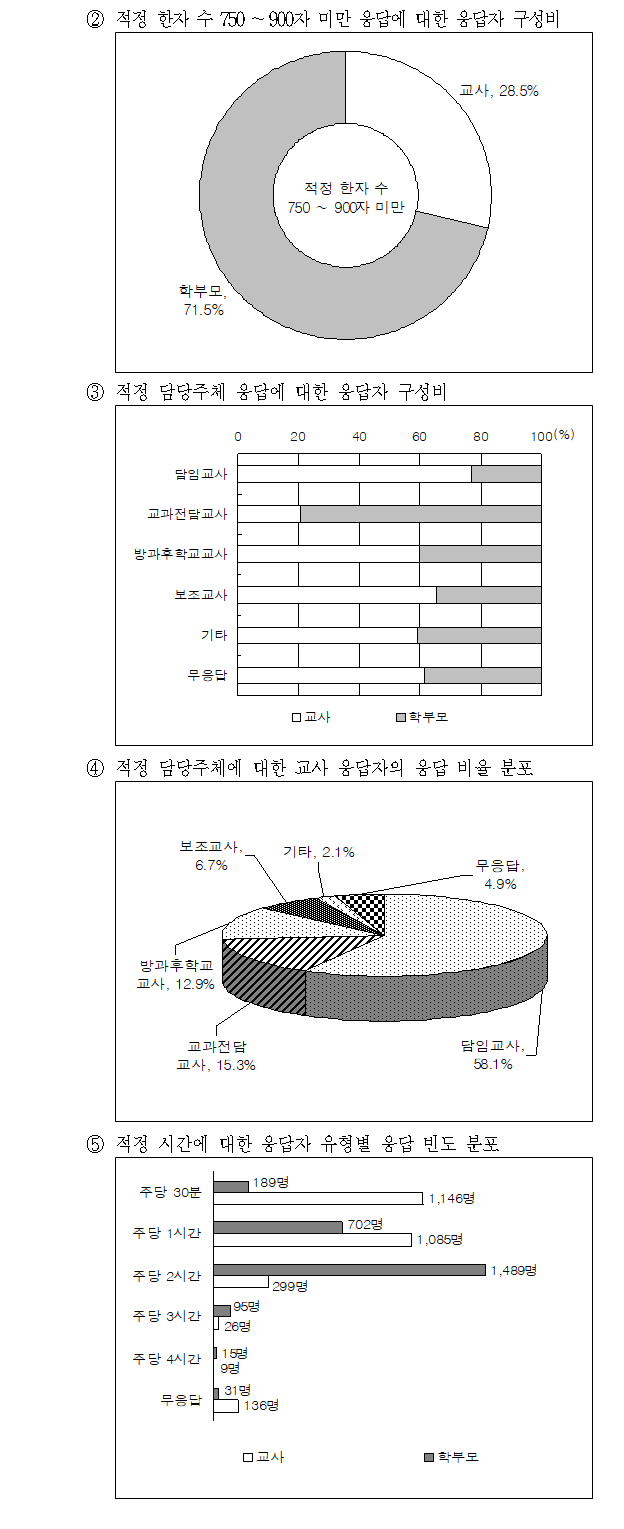 ② 적정 한자 수 750 ~ 900자 미만 응답에 대한 응답자 구성비
교사, 28.5%
적정 한자 수
750 ~ 900자 미만
학부모,
71.5%
③ 적정 담당주체 응답에 대한 응답자 구성비
0 20 40 60 80 100(%)
담임교사
교과전담교사
방과후학교교사
보조교사
기타
무응답
교사 학부모
④ 적정 담당주체에 대한 교사 응답자의 응답 비율 분포
보조교사,
6.7%
기타, 2.1%
무응답,
4.9%
방과후학교
교사, 12.9%
교과전담
교사, 15.3%
담임교사,
58.1%
⑤ 적정 시간에 대한 응답자 유형별 응답 빈도 분포
주당 30분
189명
1,146명
주당 1시간
702명
1,085명
주당 2시간
1,489명
299명
주당 3시간
95명
26명
주당 4시간
15명
9명
무응답
31명
136명
교사 학부모